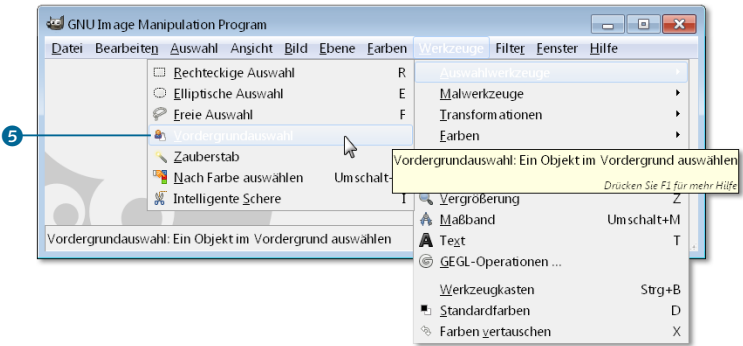 GNU Image Manipulation Program
Datei Bearbeiten Auswahl Ansicht Bild Ebene Farben Werkzeuge Filter Fenster Hilfe
Rechteckige Auswahl R
Elliptische Auswahl E
Freie Auswahl F
5 Vordergrundauswahl
Zauberstab
Nach Farbe auswählen Umschalt-
Intelligente Schere I
Auswahlwerkzeuge
Malwerkzeuge
Transformationen
Farben
Vordergrundauswahl: Ein Objekt im Vordergrund auswählen
Drücken Sie F1 für mehr Hilfe
Vergrößerung Z
Maßband Umschalt+M
Text T
GEGL-Operationen ...
Werkzeugkasten Strg+B
Standardfarben D
Farben vertauschen X
Vordergrundauswahl: Ein Objekt im Vordergrund auswählen